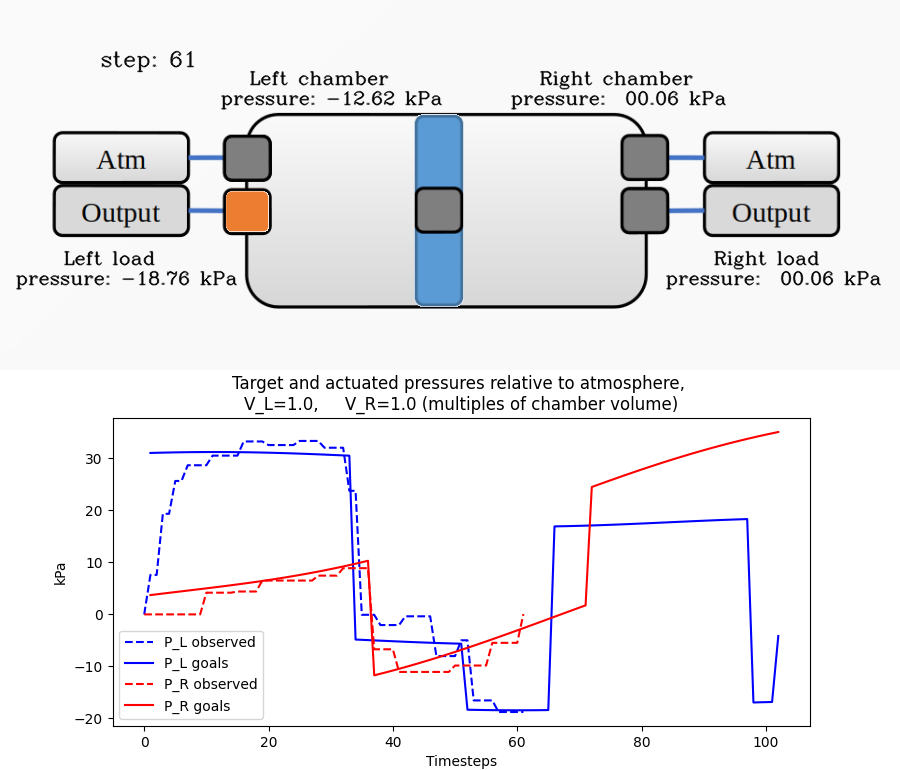 step: 61
Left chamber
pressure: −12.62 kPa
Right chamber
pressure: 00.06 kPa
Atm
Output
Atm
Output
Left load
pressure: −18.76 kPa
Right load
pressure: 00.06 kPa
Target and actuated pressures relative to atmosphere,
V_L=1.0, V_R=1.0 (multiples of chamber volume)
kPa
30
20
10
0
−10
−20
P_L observed
P_L goals
P_R observed
P_R goals
0 20 40 60 80 100
Timesteps